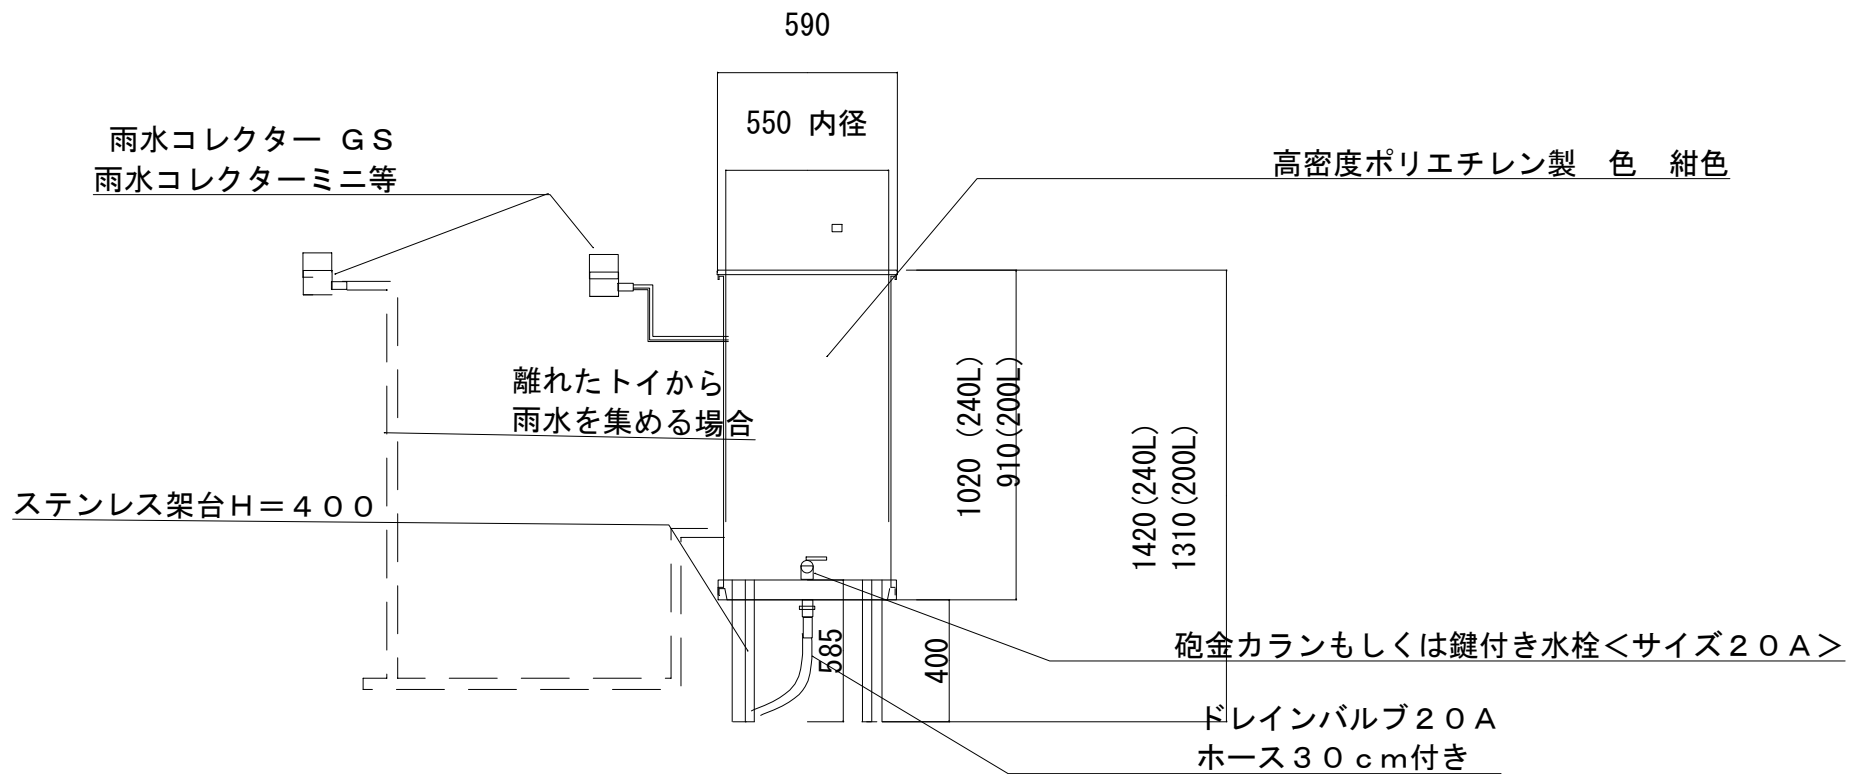 590
550 内径
雨水コレクター ＧＳ
雨水コレクターミニ等
高密度ポリエチレン製　色　紺色
離れたトイから
雨水を集める場合
1020 (240L)
910(200L)
1420(240L)
1310(200L)
ステンレス架台Ｈ＝４００
585
400
砲金カランもしくは鍵付き水栓＜サイズ２０Ａ＞
ドレインバルブ２０Ａ
ホース３０ｃｍ付き